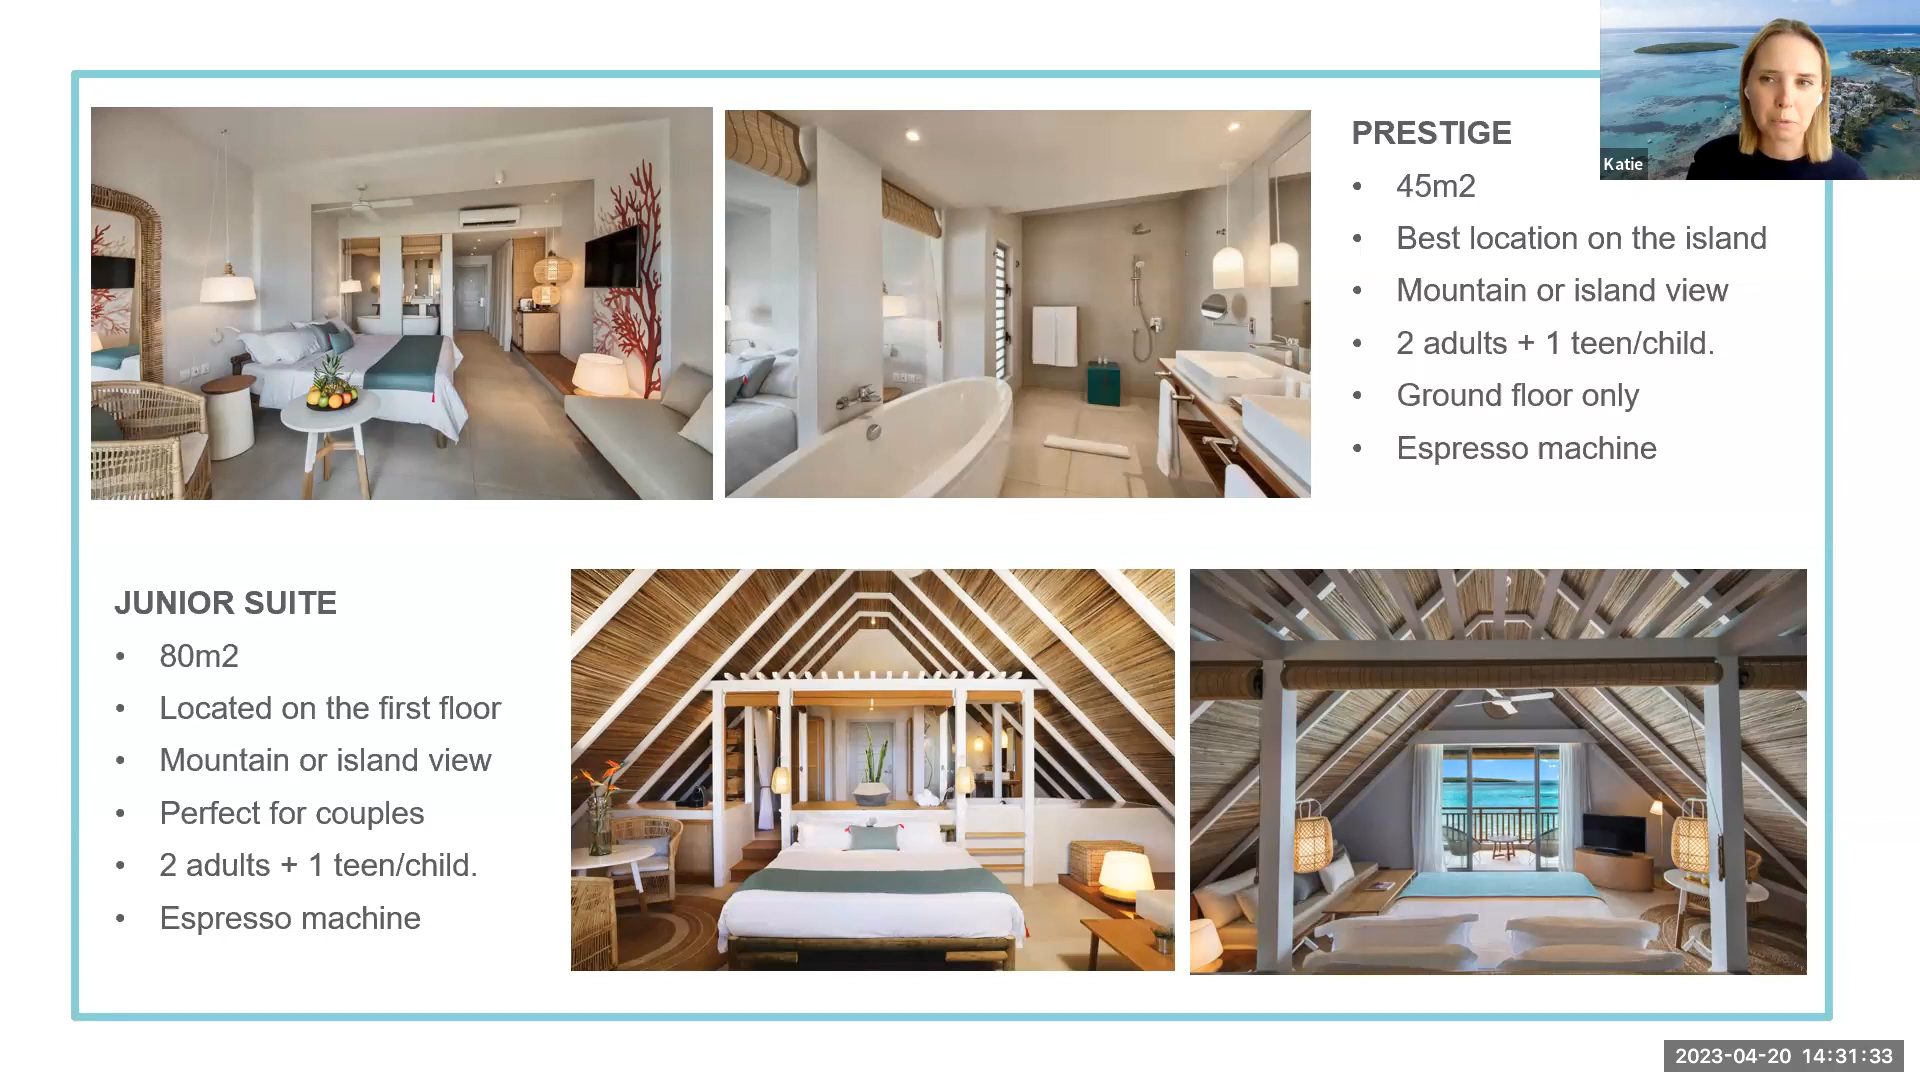 PRESTIGE
• 45m2
• Best location on the island
• Mountain or island view
• 2 adults + 1 teen/child.
• Ground floor only
• Espresso machine
Katie
JUNIOR SUITE
• 80m2
• Located on the first floor
• Mountain or island view
• Perfect for couples
• 2 adults + 1 teen/child.
• Espresso machine
2023-04-20 14:31:33